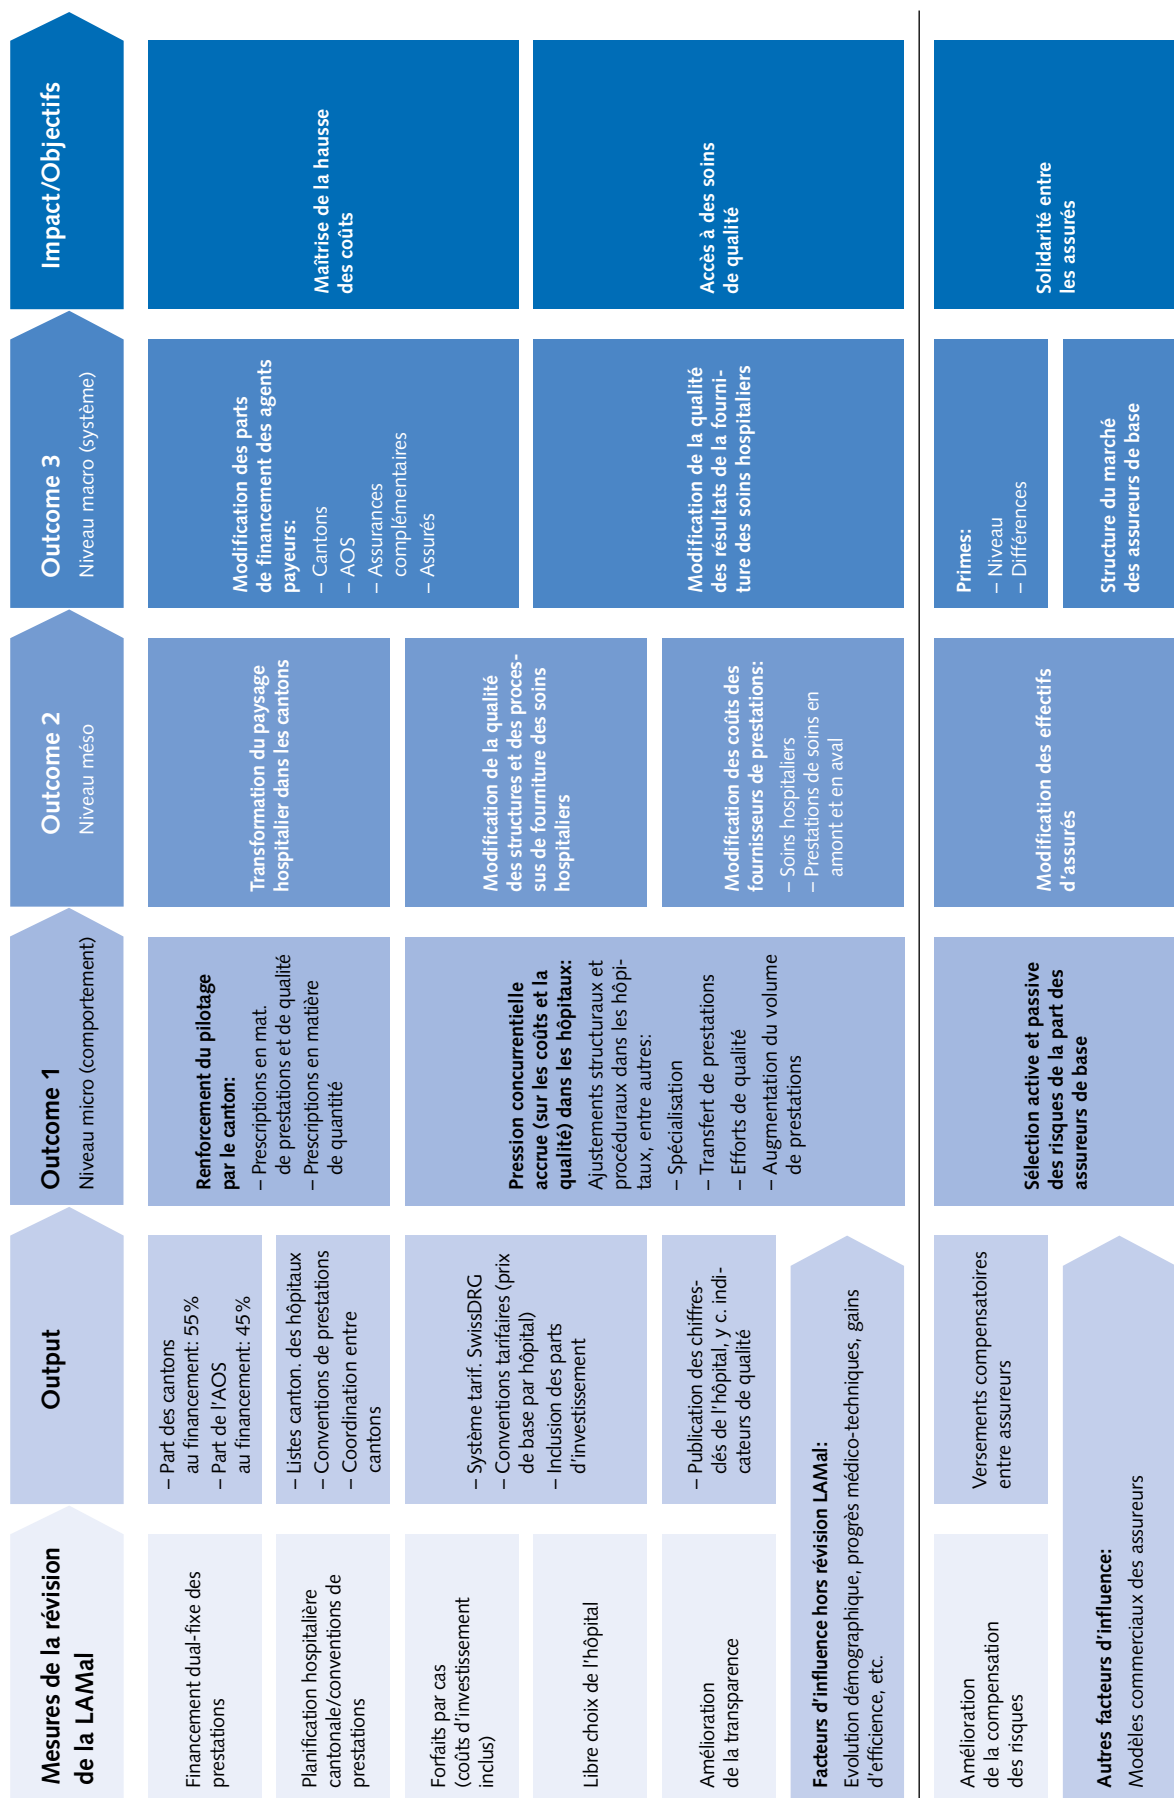 Mesures de la révision
de la LAMal
Output
Outcome 1
Niveau micro (comportement)
Outcome 2
Niveau méso
Outcome 3
Niveau macro (système)
Impact/Objectifs
Financement dual-fixe des
prestations
– Part des cantons
au financement: 55%
– Part de l'AOS
au financement: 45%
Planification hospitalière
cantonale/conventions de
prestations
– Listes canton. des hôpitaux
– Conventions de prestations
– Coordination entre
cantons
Renforcement du pilotage
par le canton:
– Prescriptions en mat.
de prestations et de qualité
– Prescriptions en matière
de quantité
Transformation du paysage
hospitalier dans les cantons
Modification des parts
de financement des agents
payeurs:
– Cantons
– AOS
– Assurances
complémentaires
– Assurés
Maîtrise de la hausse
des coûts
Forfaits par cas
(coûts d'investissement
inclus)
Libre choix de l'hôpital
– Système tarif. SwissDRG
– Conventions tarifaires (prix
de base par hôpital)
– Inclusion des parts
d'investissement
Amélioration
de la transparence
– Publication des chiffres-
clés de l'hôpital, y c. indi-
cateurs de qualité
Pression concurrentielle
accrue (sur les coûts et la
qualité) dans les hôpitaux:
Ajustements structuraux et
procéduraux dans les hôpi-
taux, entre autres:
– Spécialisation
– Transfert de prestations
– Efforts de qualité
– Augmentation du volume
de prestations
Modification de la qualité
des structures et des proces-
sus de fourniture des soins
hospitaliers
Modification des coûts des
fournisseurs de prestations:
– Soins hospitaliers
– Prestations de soins en
amont et en aval
Modification de la qualité
des résultats de la fourni-
ture des soins hospitaliers
Accès à des soins
de qualité
Facteurs d'influence hors révision LAMal:
Evolution démographique, progrès médico-techniques, gains
d'efficience, etc.
Amélioration
de la compensation
des risques
Versements compensatoires
entre assureurs
Sélection active et passive
des risques de la part des
assureurs de base
Modification des effectifs
d'assurés
Primes:
– Niveau
– Différences
Structure du marché
des assureurs de base
Solidarité entre
les assurés
Autres facteurs d'influence:
Modèles commerciaux des assureurs